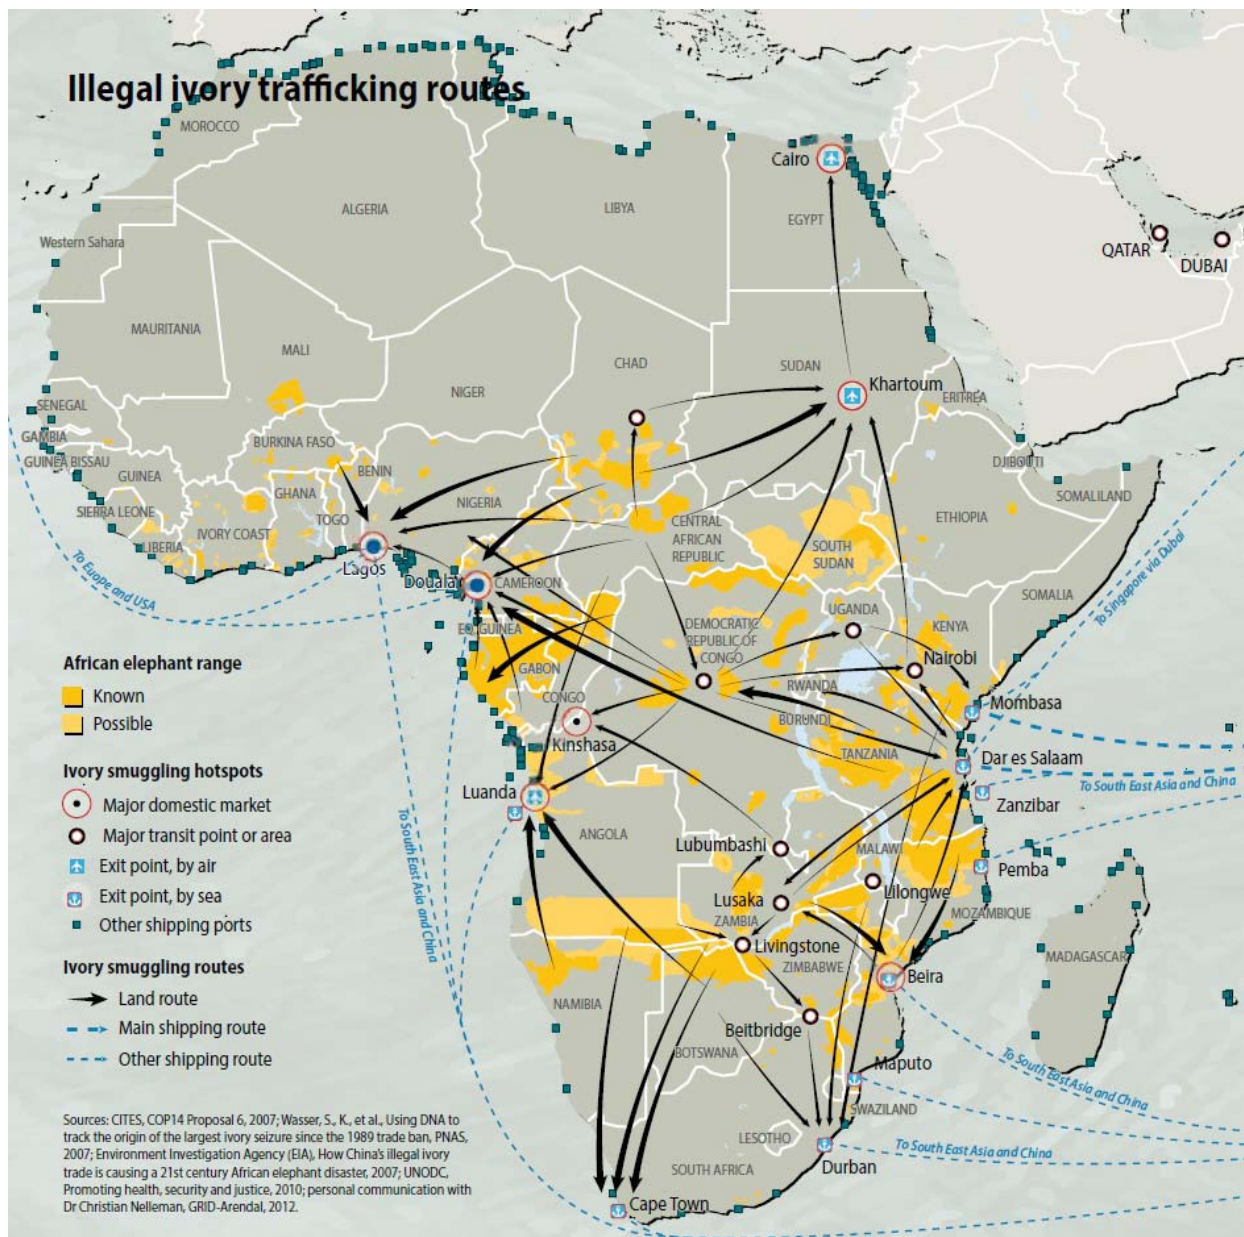 Illegal ivory trafficking routes
MOROCCO
Cairo
ALGERIA
LIBYA
EGYPT
Western Sahara
QATAR
DUBAI
MAURITANIA
MALI
NIGER
CHAD
SUDAN
Khartoum
ERITREA
SENEGAL
GAMBIA
BURKINA FASO
GUINEA BISSAU
GUINEA
BENIN
DJIBOUTI
GHANA
NIGERIA
SOMALILAND
SIERRA LEONE
IVORY COAST
TOGO
CENTRAL
AFRICAN
REPUBLIC
ETHIOPIA
LIBERIA
SOUTH
SUDAN
Lagos
To Europe and USA
Douala
CAMEROON
To Singapore via Dubai
SOMALIA
UGANDA
EQ. GUINEA
DEMOCRATIC
REPUBLIC OF
CONGO
KENYA
GABON
Nairobi
CONGO
RWANDA
BURUNDI
Mombasa
Kinshasa
TANZANIA
Dar es Salaam
To South East Asia and China
Zanzibar
Luanda
ANGOLA
To South East Asia and China
Lubumbashi
MALAWI
Pemba
Lusaka
Lilongwe
ZAMBIA
MOZAMBIQUE
Livingstone
ZIMBABWE
MADAGASCAR
Beira
NAMIBIA
Beitbridge
BOTSWANA
To South East Asia and China
Maputo
SWAZILAND
LESOTHO
To South East Asia and China
Durban
SOUTH AFRICA
Cape Town
African elephant range
Known
Possible
Ivory smuggling hotspots
Major domestic market
Major transit point or area
Exit point, by air
Exit point, by sea
Other shipping ports
Ivory smuggling routes
Land route
Main shipping route
Other shipping route
Sources: CITES, COP14 Proposal 6, 2007; Wasser, S., K., et al., Using DNA to
track the origin of the largest ivory seizure since the 1989 trade ban, PNAS,
2007; Environment Investigation Agency (EIA), How China's illegal ivory
trade is causing a 21st century African elephant disaster, 2007; UNODC,
Promoting health, security and justice, 2010; personal communication with
Dr Christian Nelleman, GRID-Arendal, 2012.